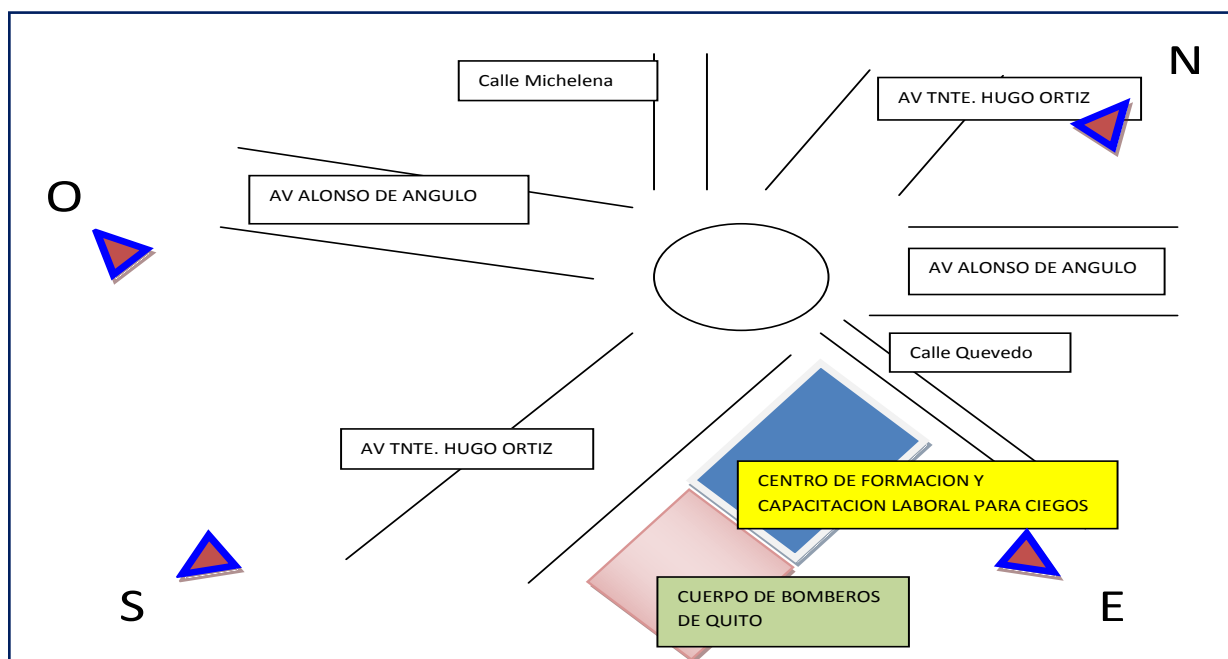 N
Calle Michelena
AV TNTE. HUGO ORTIZ
O
AV ALONSO DE ANGULO
AV ALONSO DE ANGULO
Calle Quevedo
AV TNTE. HUGO ORTIZ
CENTRO DE FORMACION Y
CAPACITACION LABORAL PARA CIEGOS
S
CUERPO DE BOMBEROS
DE QUITO
E